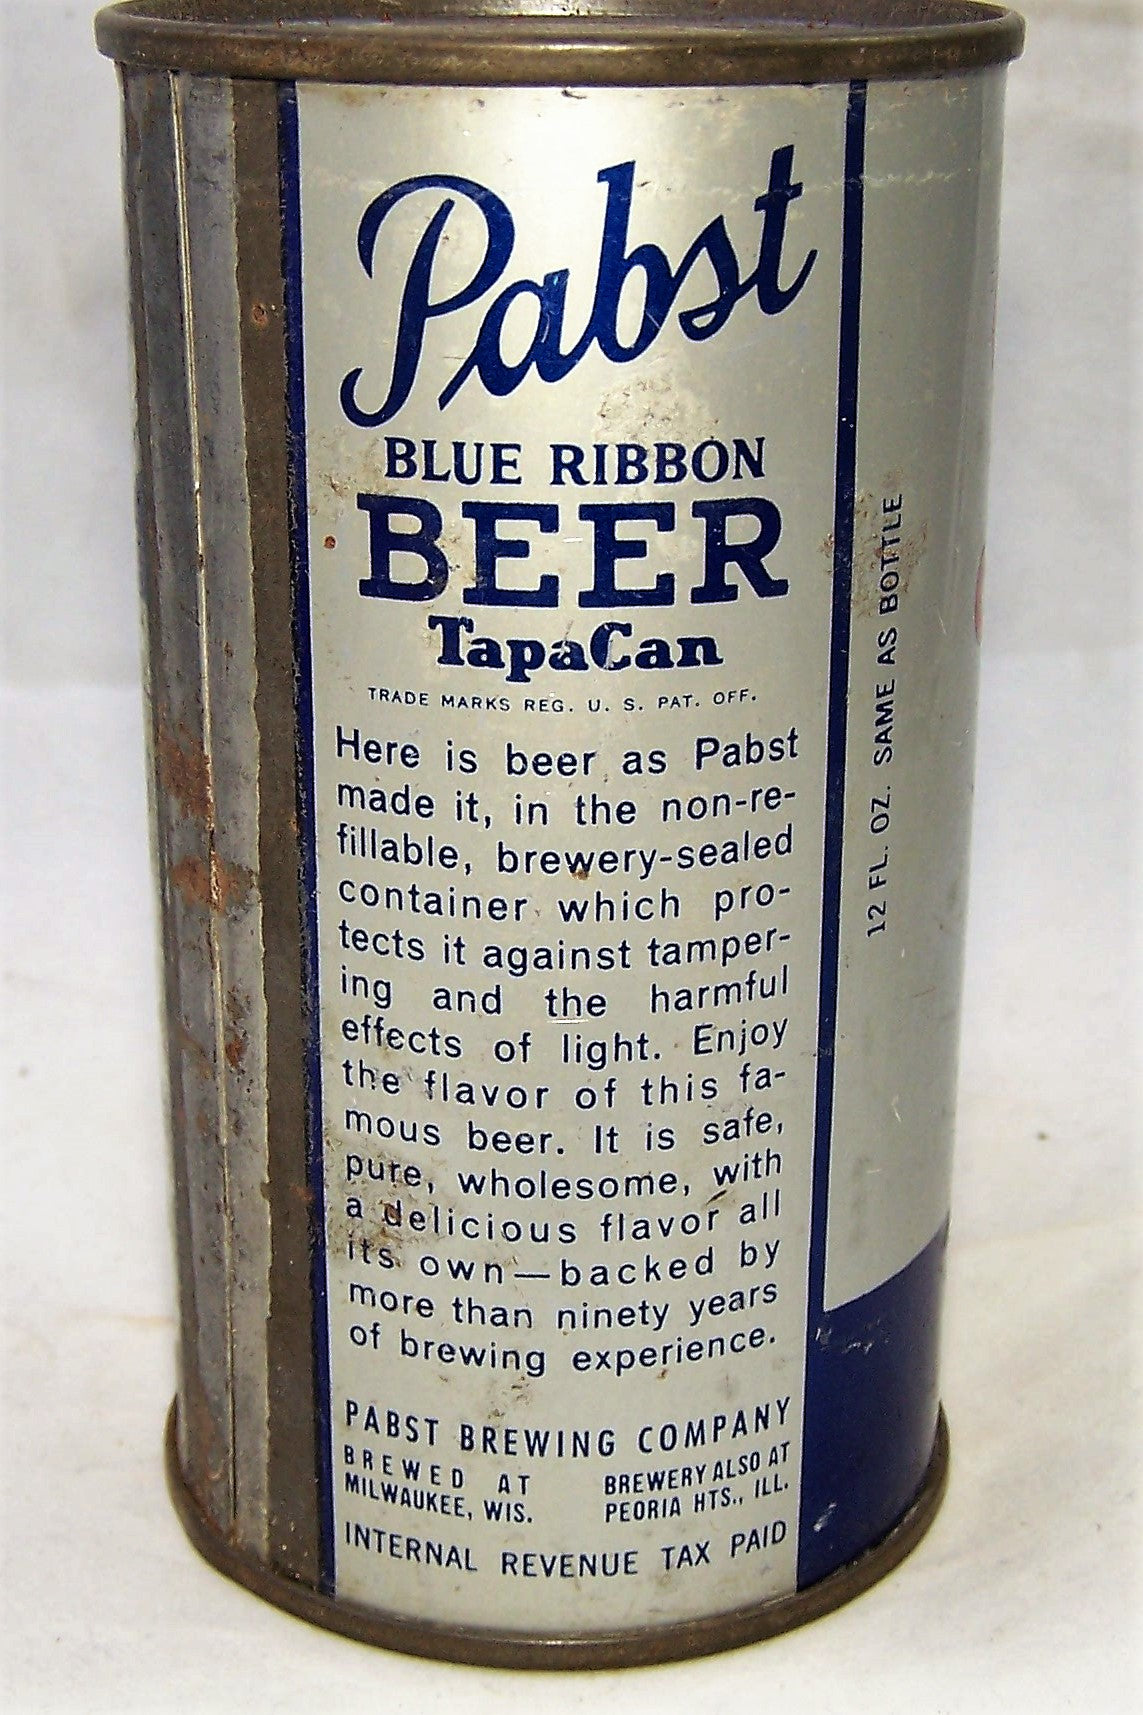 Pabst
BLUE RIBBON
BEER
TapaCan
TRADE MARKS REG. U. S. PAT. OFF.
Here is beer as Pabst
made it, in the non-re-
fillable, brewery-sealed
container which pro-
tects it against tamper-
ing and the harmful
effects of light. Enjoy
the flavor of this fa-
mous beer. It is safe,
pure, wholesome, with
a delicious flavor all
its own—backed by
more than ninety years
of brewing experience.
PABST BREWING COMPANY
BREWED AT
MILWAUKEE, WIS.
BREWERY ALSO AT
PEORIA HTS., ILL.
INTERNAL REVENUE TAX PAID
12 FL. OZ. SAME AS BOTTLE